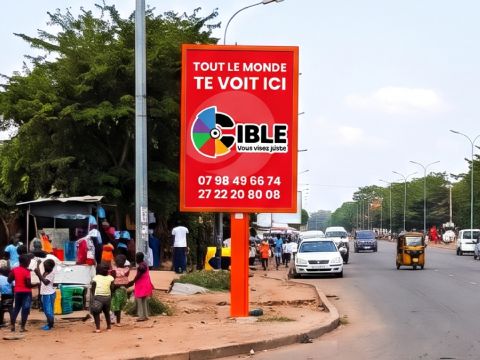 TOUT LE MONDE
TE VOIT ICI
CIBLE
Vous visez juste
07 98 49 66 74
27 22 20 80 08